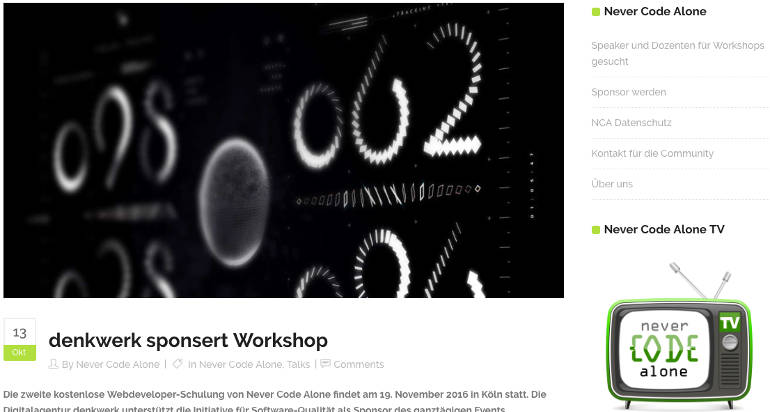 062
Never Code Alone
Speaker und Dozenten für Workshops
gesucht
Sponsor werden
NCA Datenschutz
Kontakt für die Community
Über uns
Never Code Alone TV
TV
never
CODE
alone
13
Okt
denkwerk sponsert Workshop
By Never Code Alone | In Never Code Alone, Talks | Comments
Die zweite kostenlose Webdeveloper-Schulung von Never Code Alone findet am 19. November 2016 in Köln statt. Die
Digitalagentur denkwerk unterstützt die Initiative für Software-Qualität als Sponsor des ganztägigen Events.